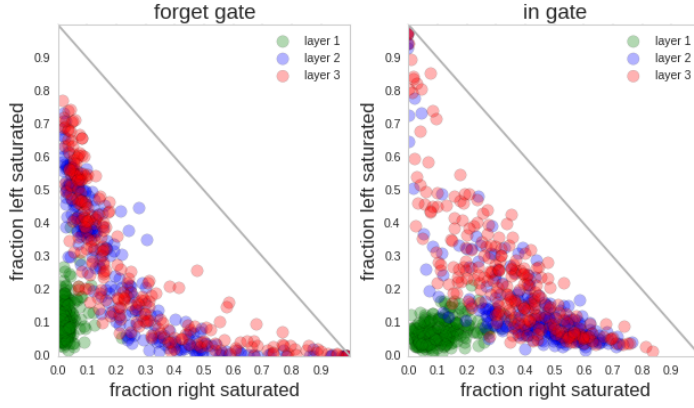 forget gate
layer 1
layer 2
layer 3
fraction left saturated
0.9
0.8
0.7
0.6
0.5
0.4
0.3
0.2
0.1
0.0
0.0 0.1 0.2 0.3 0.4 0.5 0.6 0.7 0.8 0.9
fraction right saturated
in gate
layer 1
layer 2
layer 3
fraction left saturated
0.9
0.8
0.7
0.6
0.5
0.4
0.3
0.2
0.1
0.0
0.0 0.1 0.2 0.3 0.4 0.5 0.6 0.7 0.8 0.9
fraction right saturated